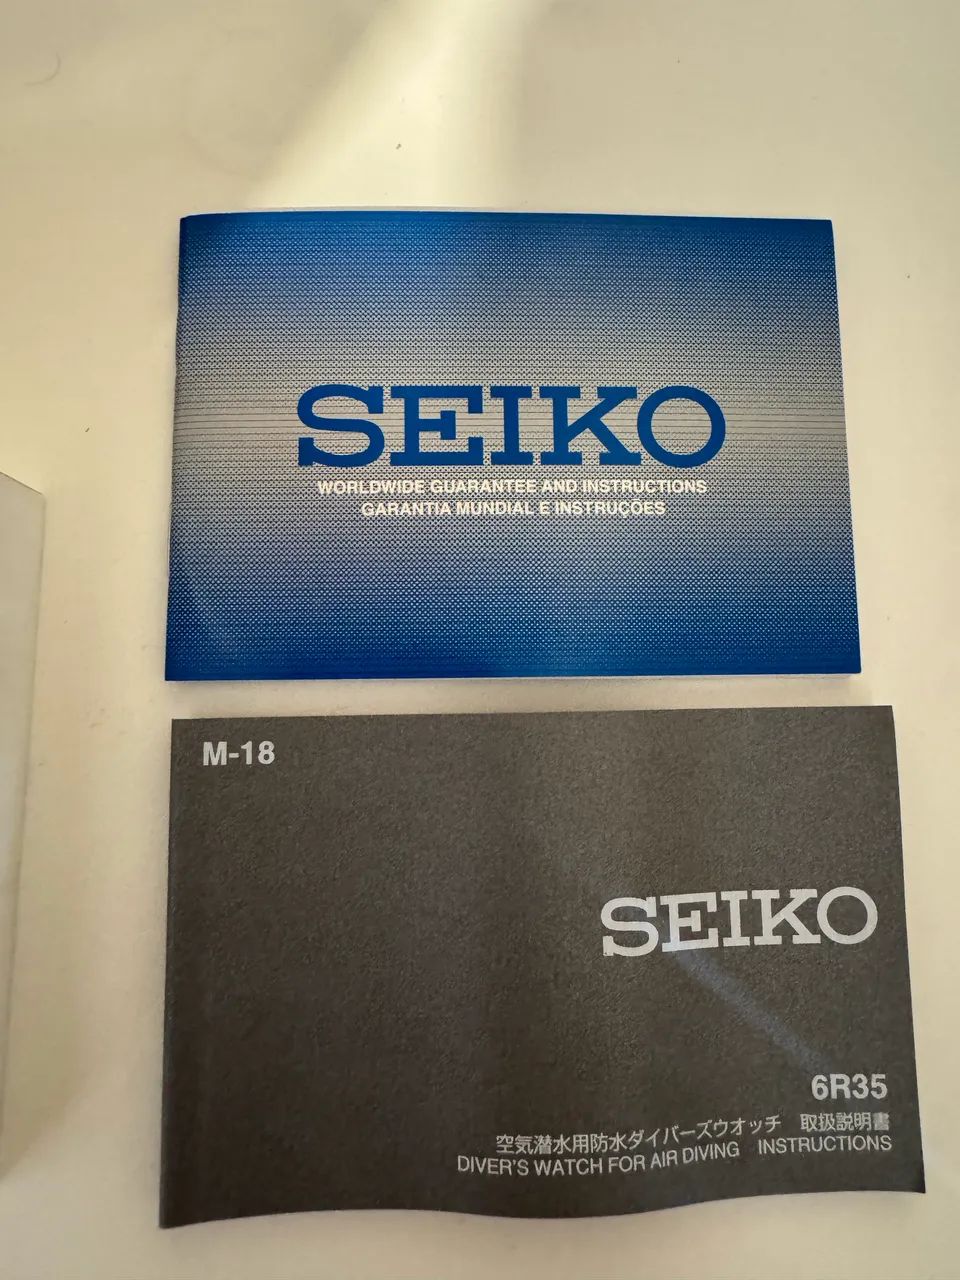 SEIKO
WORLDWIDE GUARANTEE AND INSTRUCTIONS
GARANTIA MUNDIAL E INSTRUÇÕES
M-18
SEIKO
6R35
空気潜水用防水ダイバーズウオッチ 取扱説明書
DIVER'S WATCH FOR AIR DIVING INSTRUCTIONS